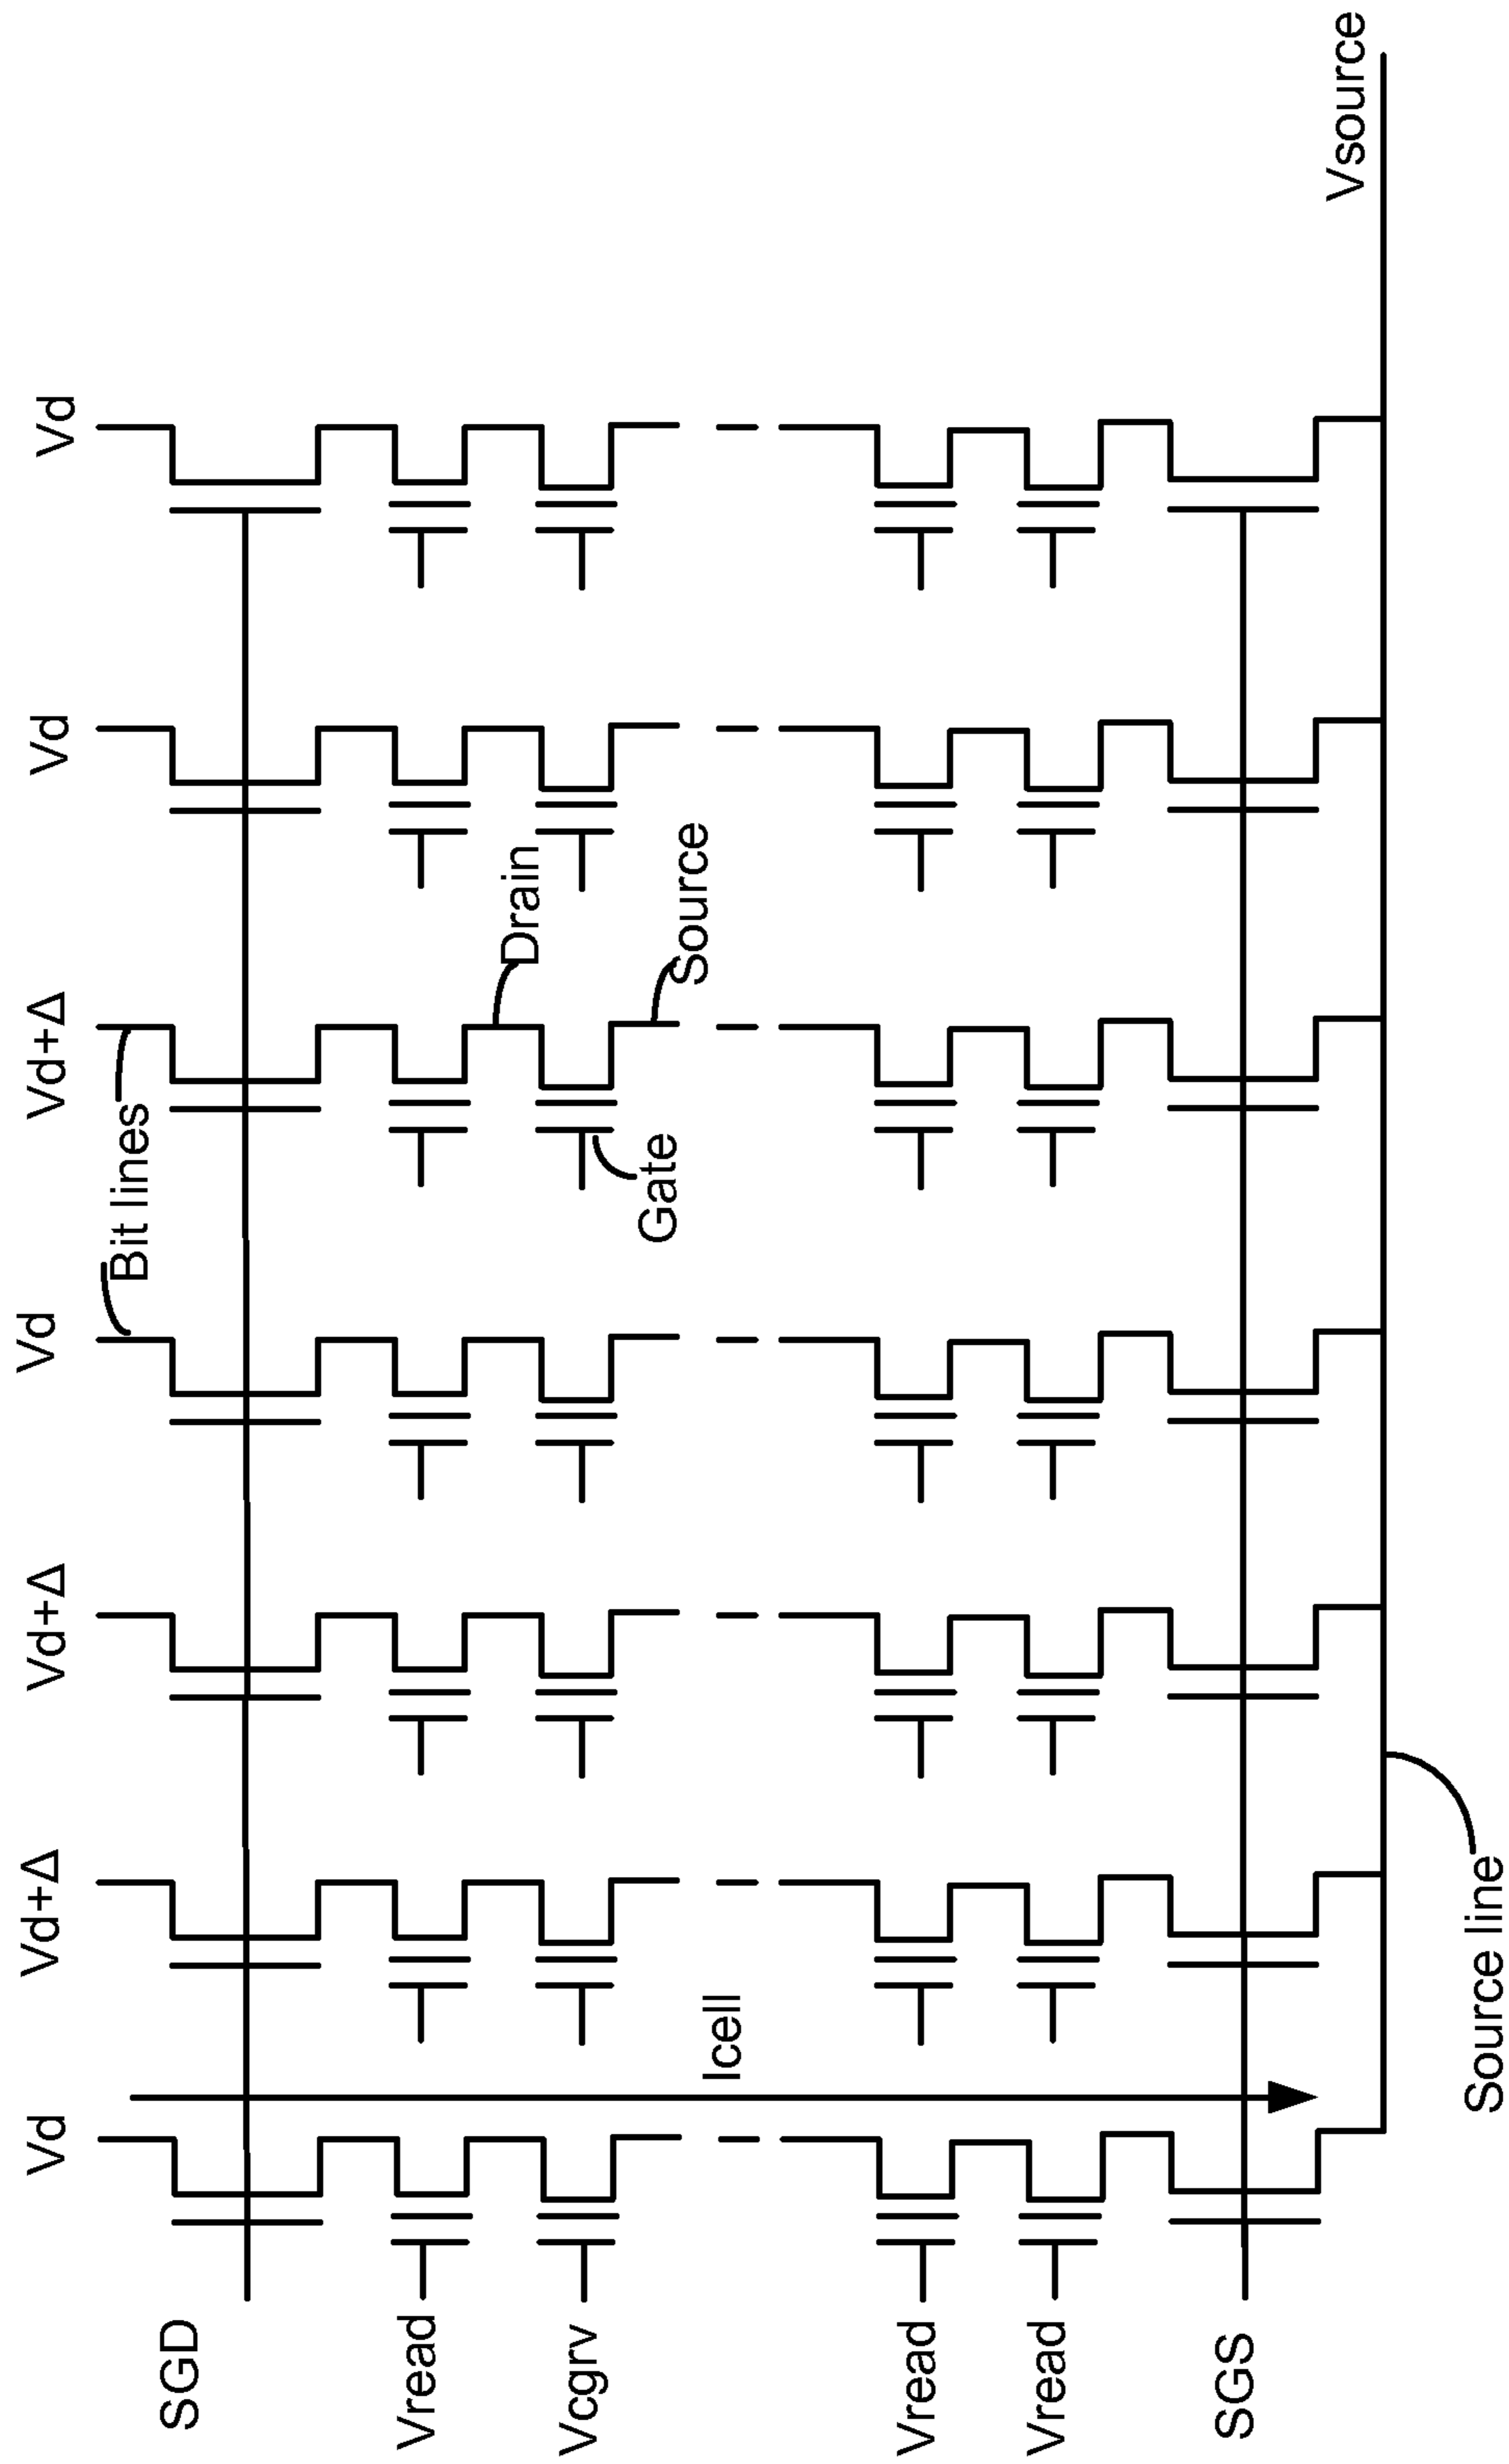 Vd
Vd+Δ
Vd+Δ
Vd
Vd+Δ
Vd
Vd
Bit lines
SGD
Vread
Drain
Vcgrv
Gate
Source
Icell
Vread
Vread
SGS
Vsource
Source line